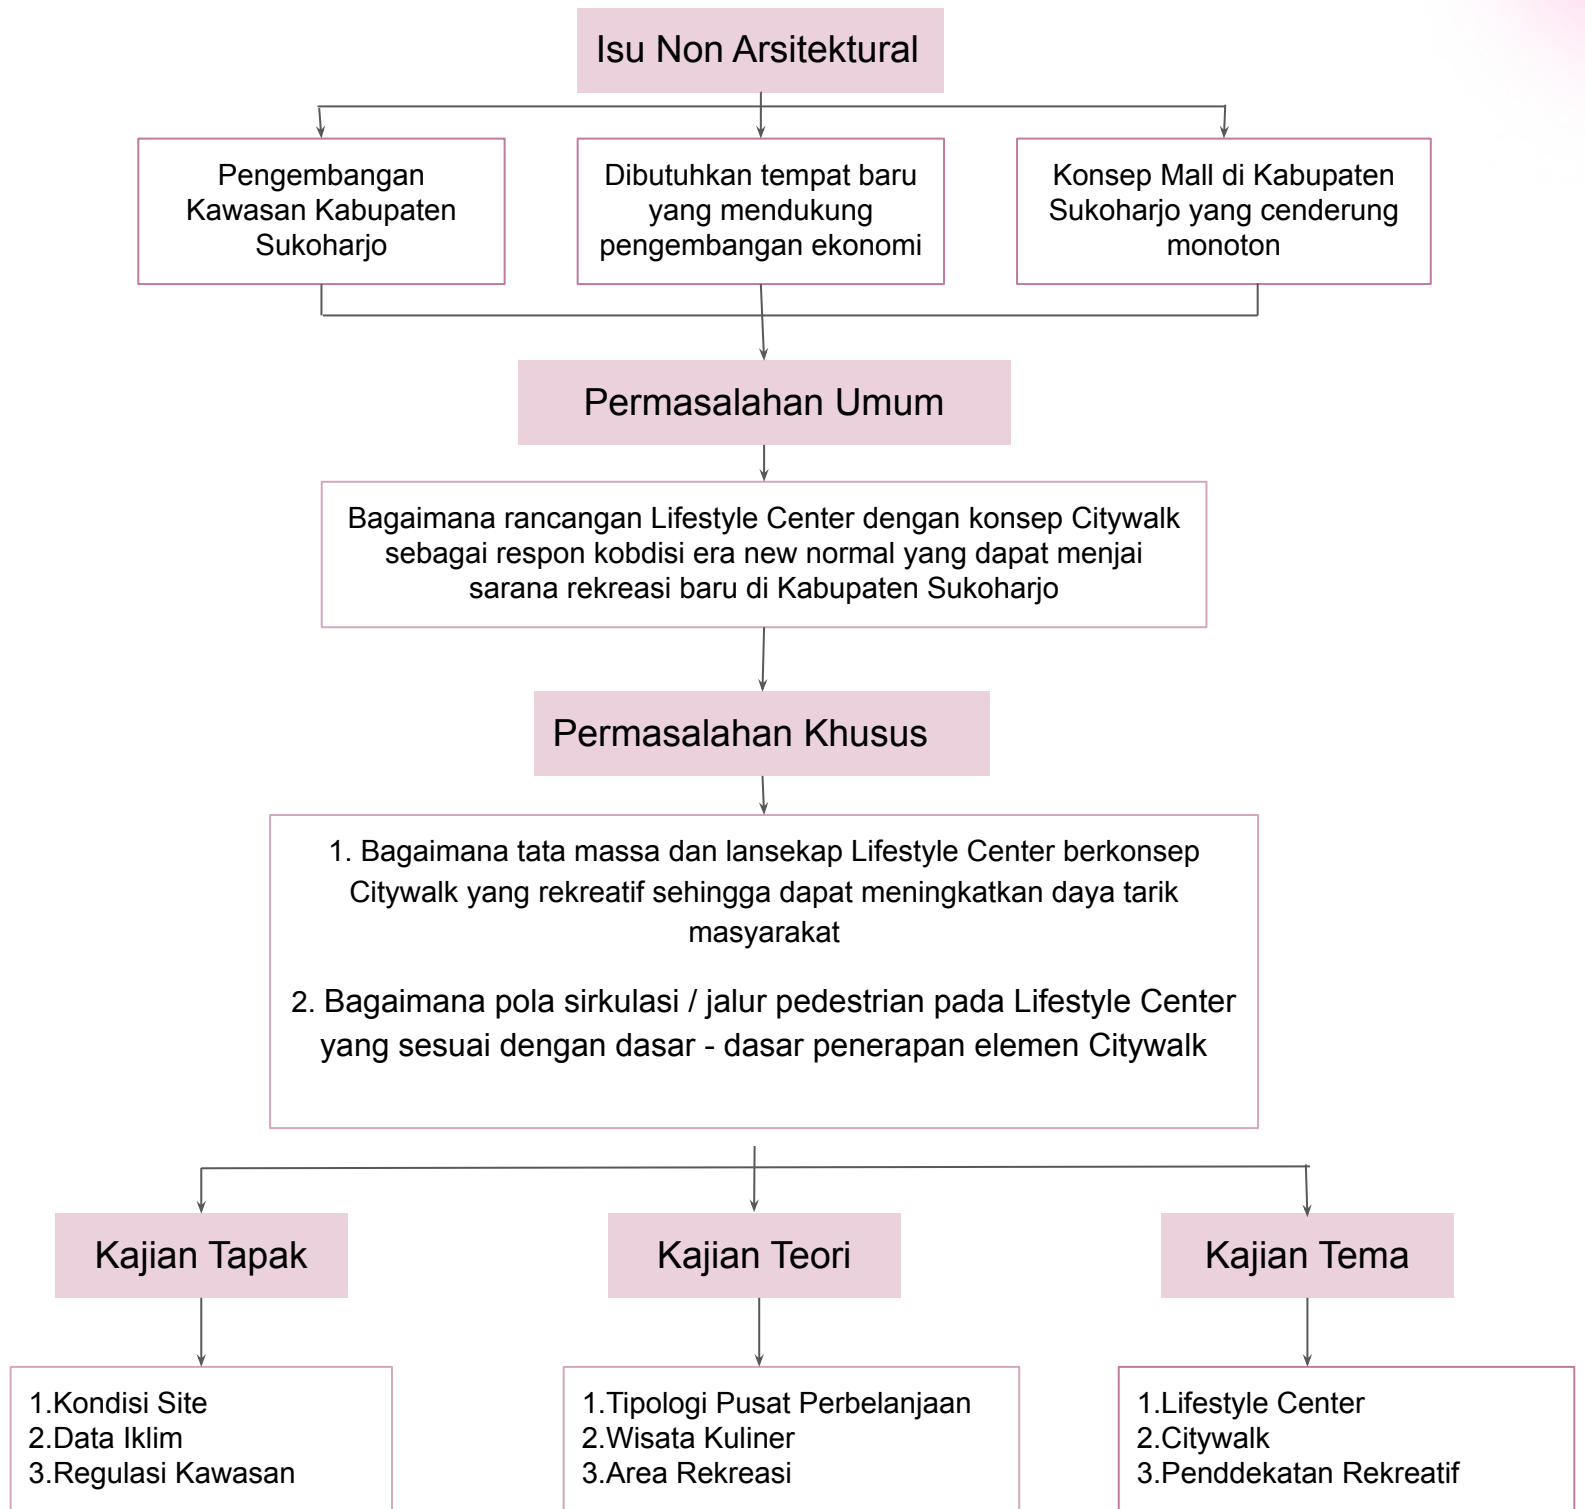 Isu Non Arsitektural
Pengembangan
Kawasan Kabupaten
Sukoharjo
Dibutuhkan tempat baru
yang mendukung
pengembangan ekonomi
Konsep Mall di Kabupaten
Sukoharjo yang cenderung
monoton
Permasalahan Umum
Bagaimana rancangan Lifestyle Center dengan konsep Citywalk
sebagai respon kobdisi era new normal yang dapat menjai
sarana rekreasi baru di Kabupaten Sukoharjo
Permasalahan Khusus
1. Bagaimana tata massa dan lansekap Lifestyle Center berkonsep
Citywalk yang rekreatif sehingga dapat meningkatkan daya tarik
masyarakat
2. Bagaimana pola sirkulasi / jalur pedestrian pada Lifestyle Center
yang sesuai dengan dasar - dasar penerapan elemen Citywalk
Kajian Tapak
1.Kondisi Site
2.Data Iklim
3.Regulasi Kawasan
Kajian Teori
1.Tipologi Pusat Perbelanjaan
2.Wisata Kuliner
3.Area Rekreasi
Kajian Tema
1.Lifestyle Center
2.Citywalk
3.Penddekatan Rekreatif